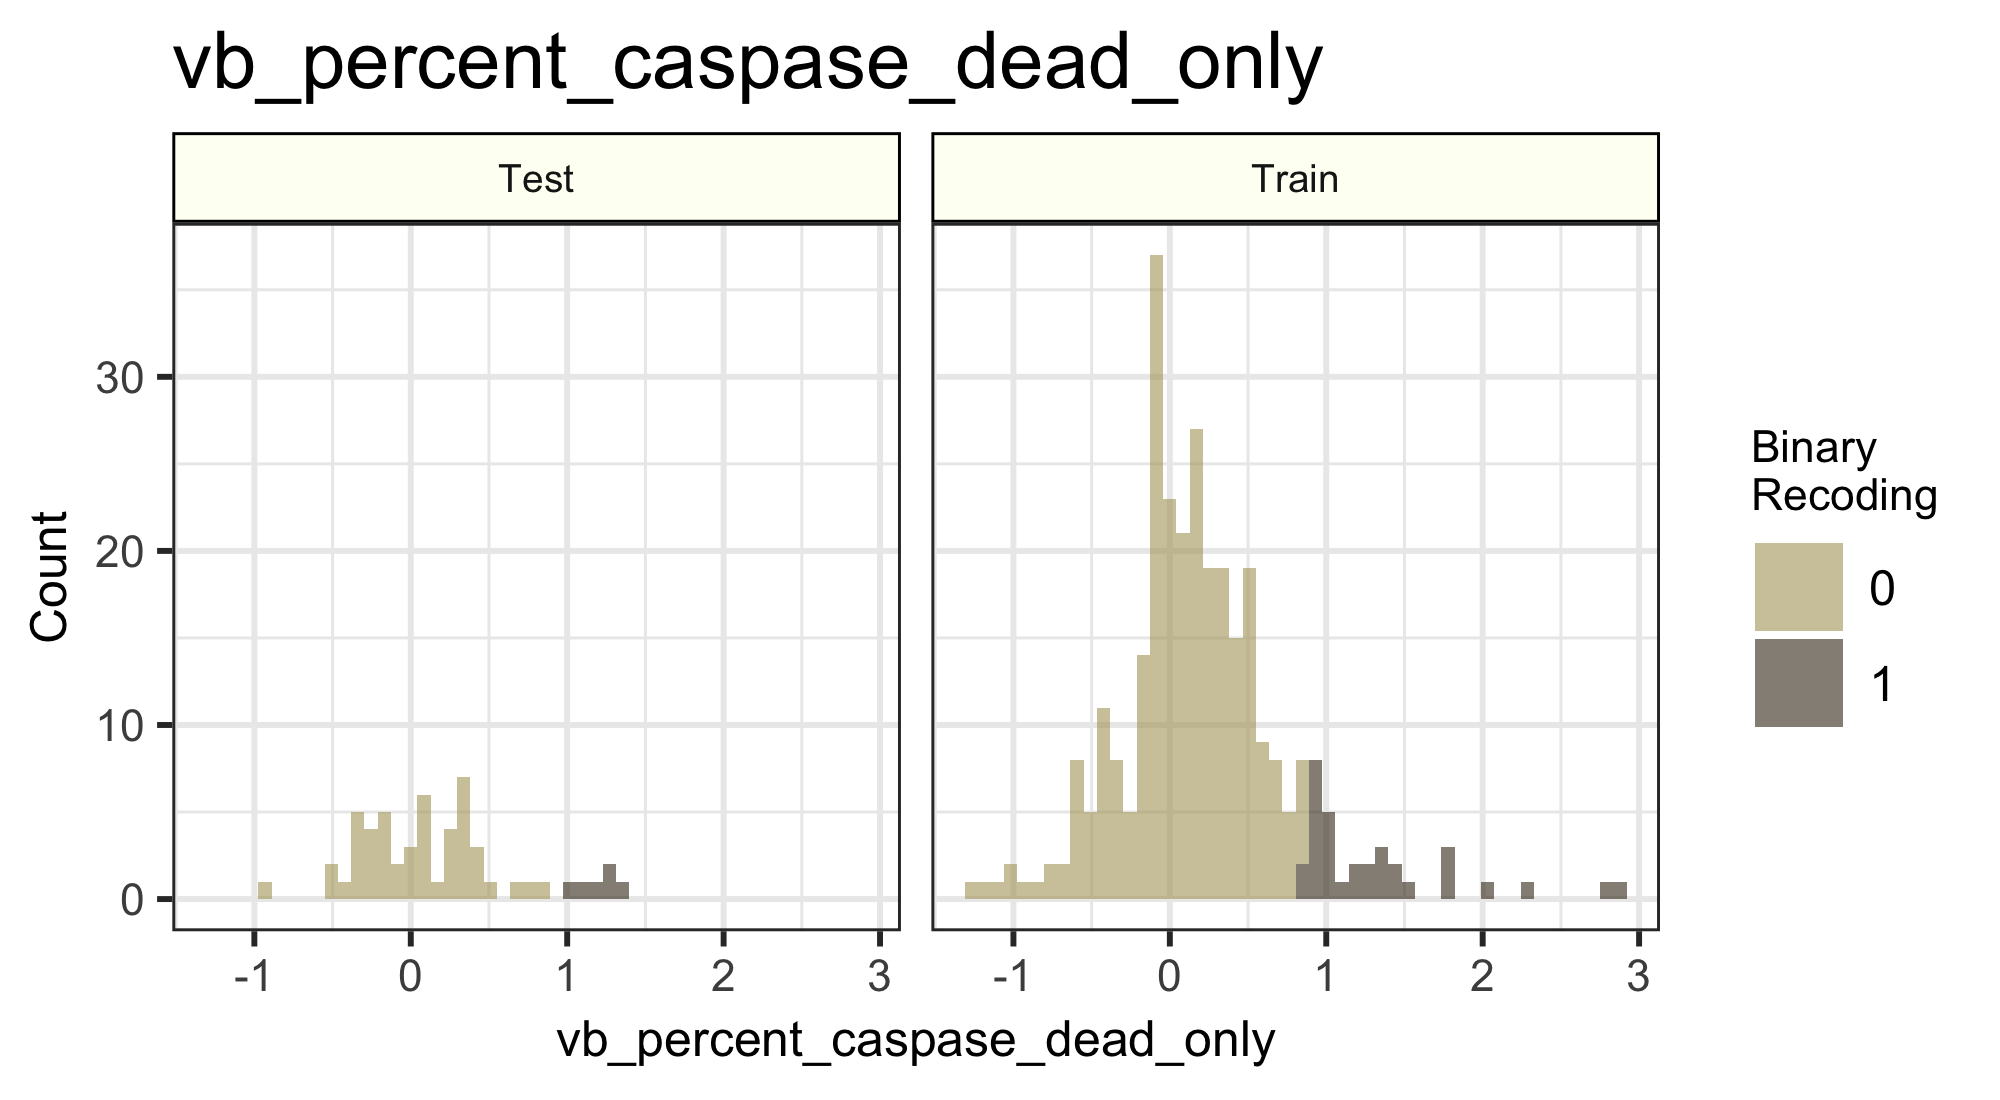 vb_percent_caspase_dead_only
Test
Train
Count
30
20
10
0
-1 0 1 2 3
-1 0 1 2 3
vb_percent_caspase_dead_only
Binary
Recoding
0
1